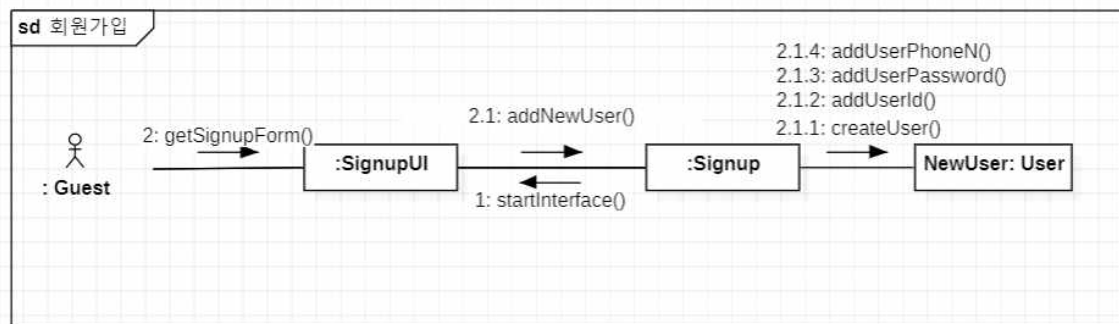 sd 회원가입
2.1.4: addUserPhoneN()
2.1.3: addUserPassword()
2.1.2: addUserId()
2.1.1: createUser()
2.1: addNewUser()
2: getSignupForm()
: Guest
:SignupUI
:Signup
NewUser: User
1: startInterface()